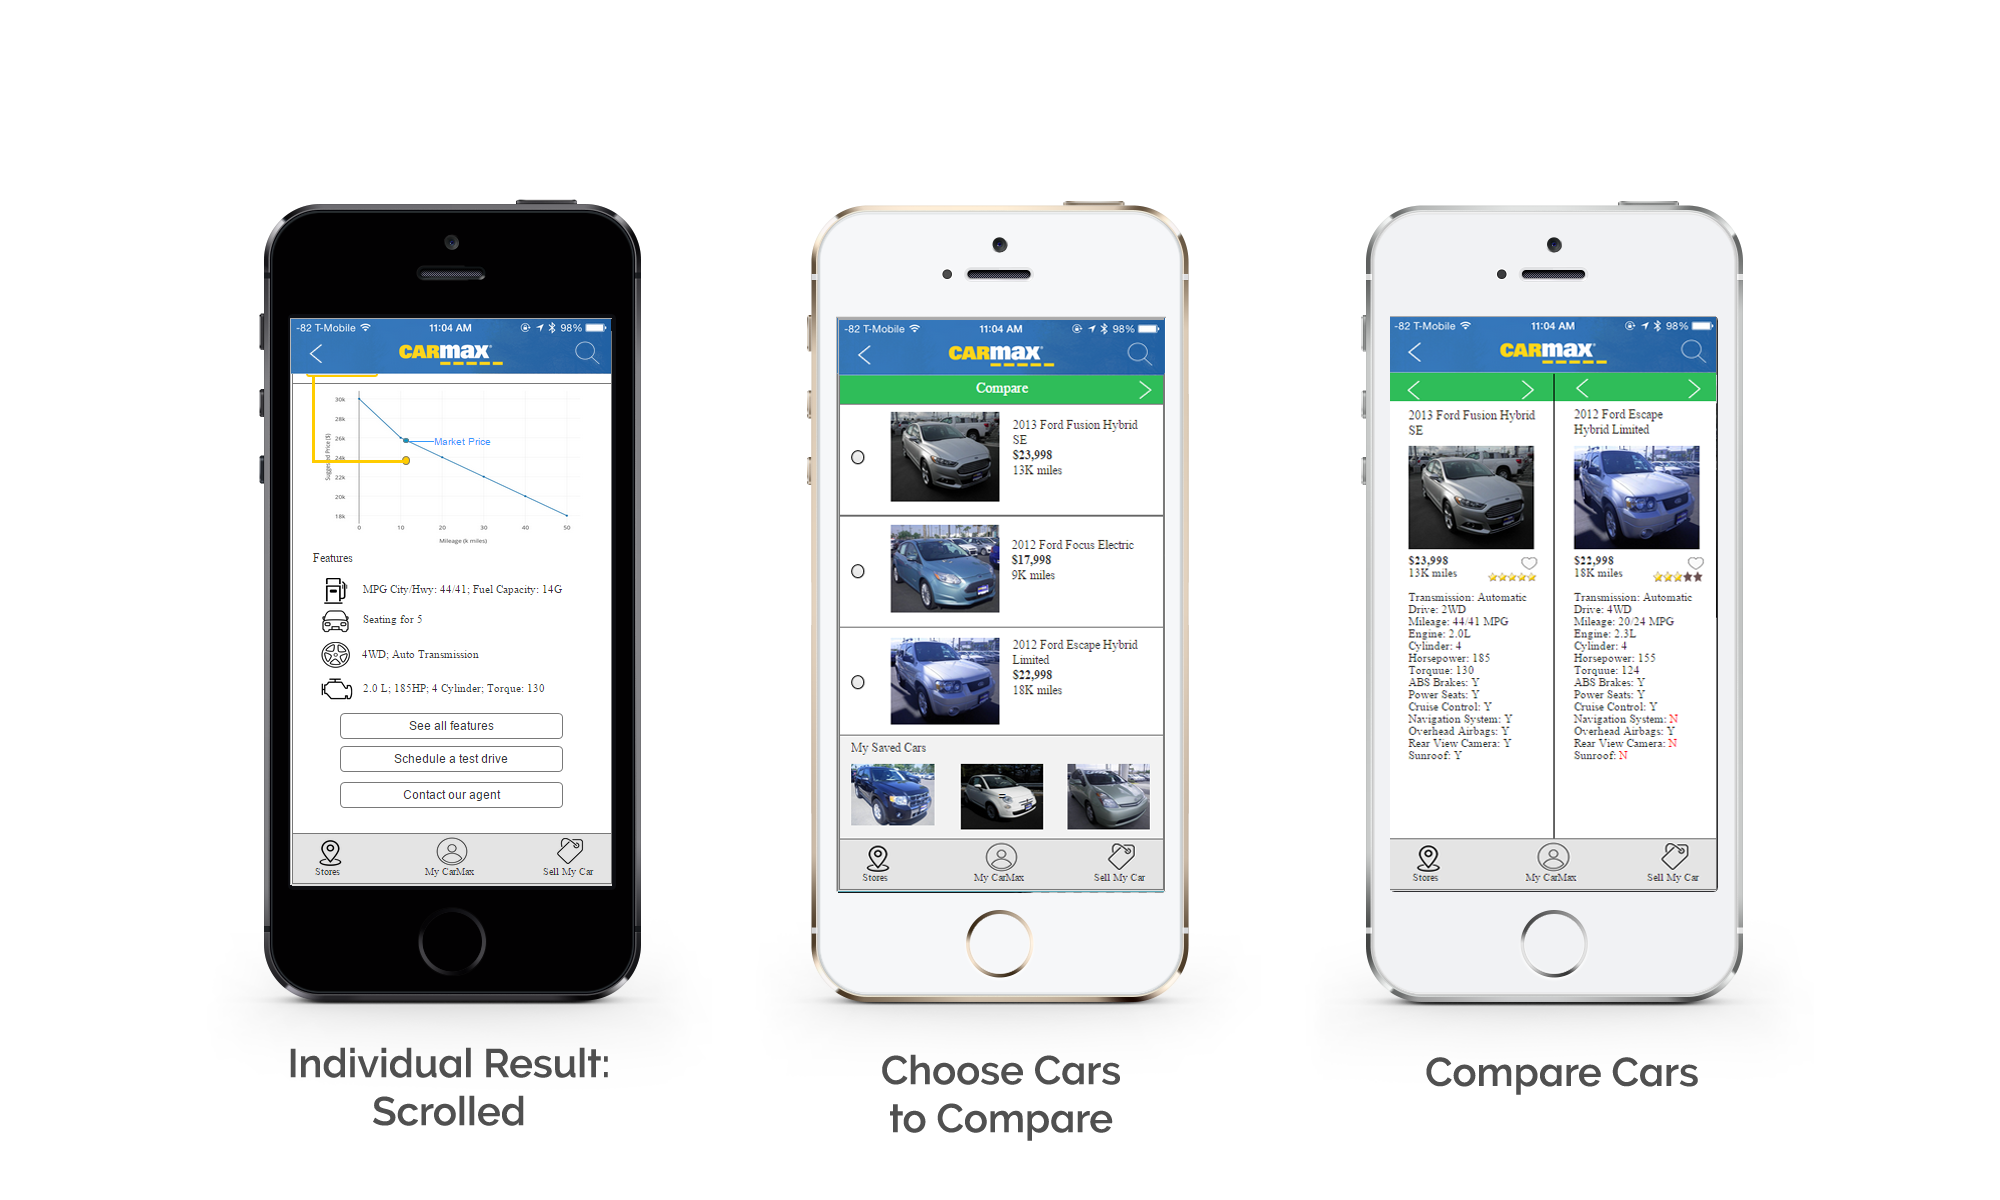 -82 T-Mobile 11:04 AM 98%
CARmax
30k
28k
26k
24k
22k
20k
18k
Suggested Price ($)
Market Price
0 10 20 30 40 50
Mileage (k miles)
Features
MPG City/Hwy: 44/41; Fuel Capacity: 14G
Seating for 5
4WD; Auto Transmission
2.0 L; 185HP; 4 Cylinder; Torque: 130
See all features
Schedule a test drive
Contact our agent
Stores My CarMax Sell My Car
Individual Result:
Scrolled
-82 T-Mobile 11:04 AM 98%
CARmax
Compare
2013 Ford Fusion Hybrid
SE
$23,998
13K miles
2012 Ford Focus Electric
$17,998
9K miles
2012 Ford Escape Hybrid
Limited
$22,998
18K miles
My Saved Cars
Stores My CarMax Sell My Car
Choose Cars
to Compare
-82 T-Mobile 11:04 AM 98%
CARmax
2013 Ford Fusion Hybrid
SE
$23,998
13K miles
Transmission: Automatic
Drive: 2WD
Mileage: 44/41 MPG
Engine: 2.0L
Cylinder: 4
Horsepower: 185
Torquue: 130
ABS Brakes: Y
Power Seats: Y
Cruise Control: Y
Navigation System: Y
Overhead Airbags: Y
Rear View Camera: Y
Sunroof: Y
2012 Ford Escape
Hybrid Limited
$22,998
18K miles
Transmission: Automatic
Drive: 4WD
Mileage: 20/24 MPG
Engine: 2.3L
Cylinder: 4
Horsepower: 155
Torquue: 124
ABS Brakes: Y
Power Seats: Y
Cruise Control: Y
Navigation System: N
Overhead Airbags: Y
Rear View Camera: N
Sunroof: N
Stores My CarMax Sell My Car
Compare Cars